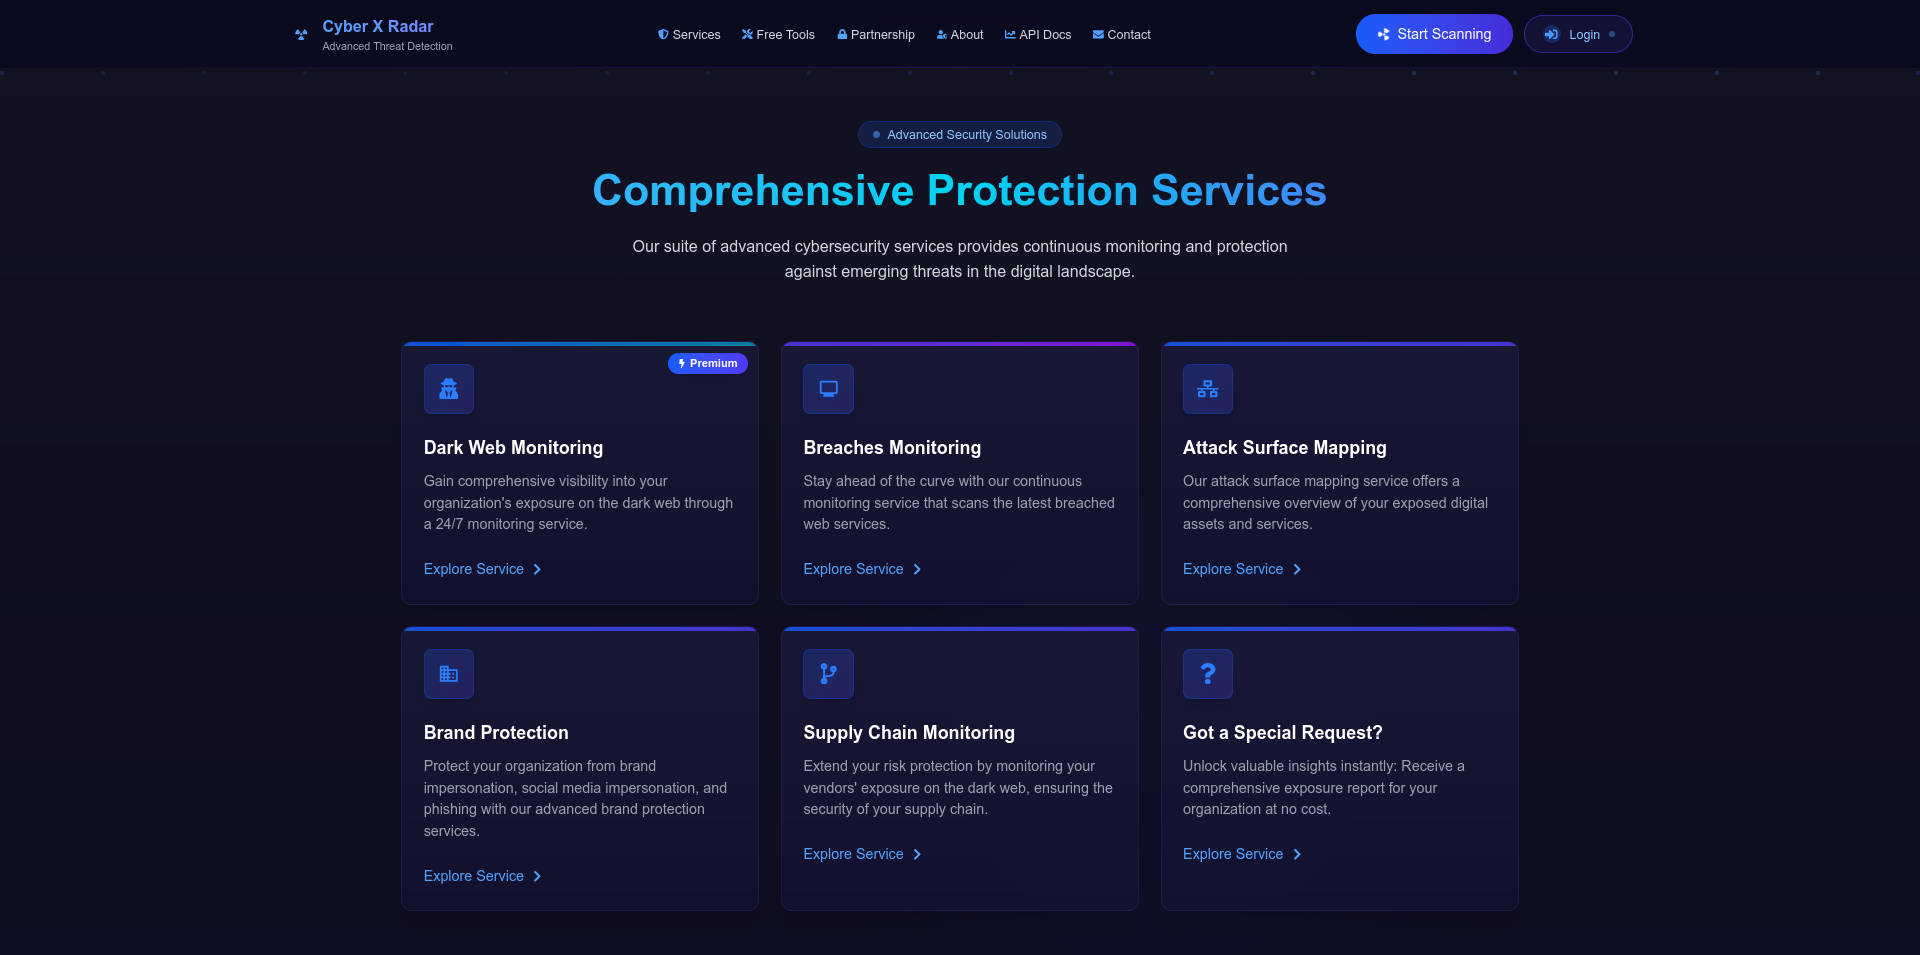 Cyber X Radar
Advanced Threat Detection
Services
Free Tools
Partnership
About
API Docs
Contact
Start Scanning
Login
Advanced Security Solutions
Comprehensive Protection Services
Our suite of advanced cybersecurity services provides continuous monitoring and protection
against emerging threats in the digital landscape.
Premium
Dark Web Monitoring
Gain comprehensive visibility into your
organization's exposure on the dark web through
a 24/7 monitoring service.
Explore Service
Breaches Monitoring
Stay ahead of the curve with our continuous
monitoring service that scans the latest breached
web services.
Explore Service
Attack Surface Mapping
Our attack surface mapping service offers a
comprehensive overview of your exposed digital
assets and services.
Explore Service
Brand Protection
Protect your organization from brand
impersonation, social media impersonation, and
phishing with our advanced brand protection
services.
Explore Service
Supply Chain Monitoring
Extend your risk protection by monitoring your
vendors' exposure on the dark web, ensuring the
security of your supply chain.
Explore Service
Got a Special Request?
Unlock valuable insights instantly: Receive a
comprehensive exposure report for your
organization at no cost.
Explore Service